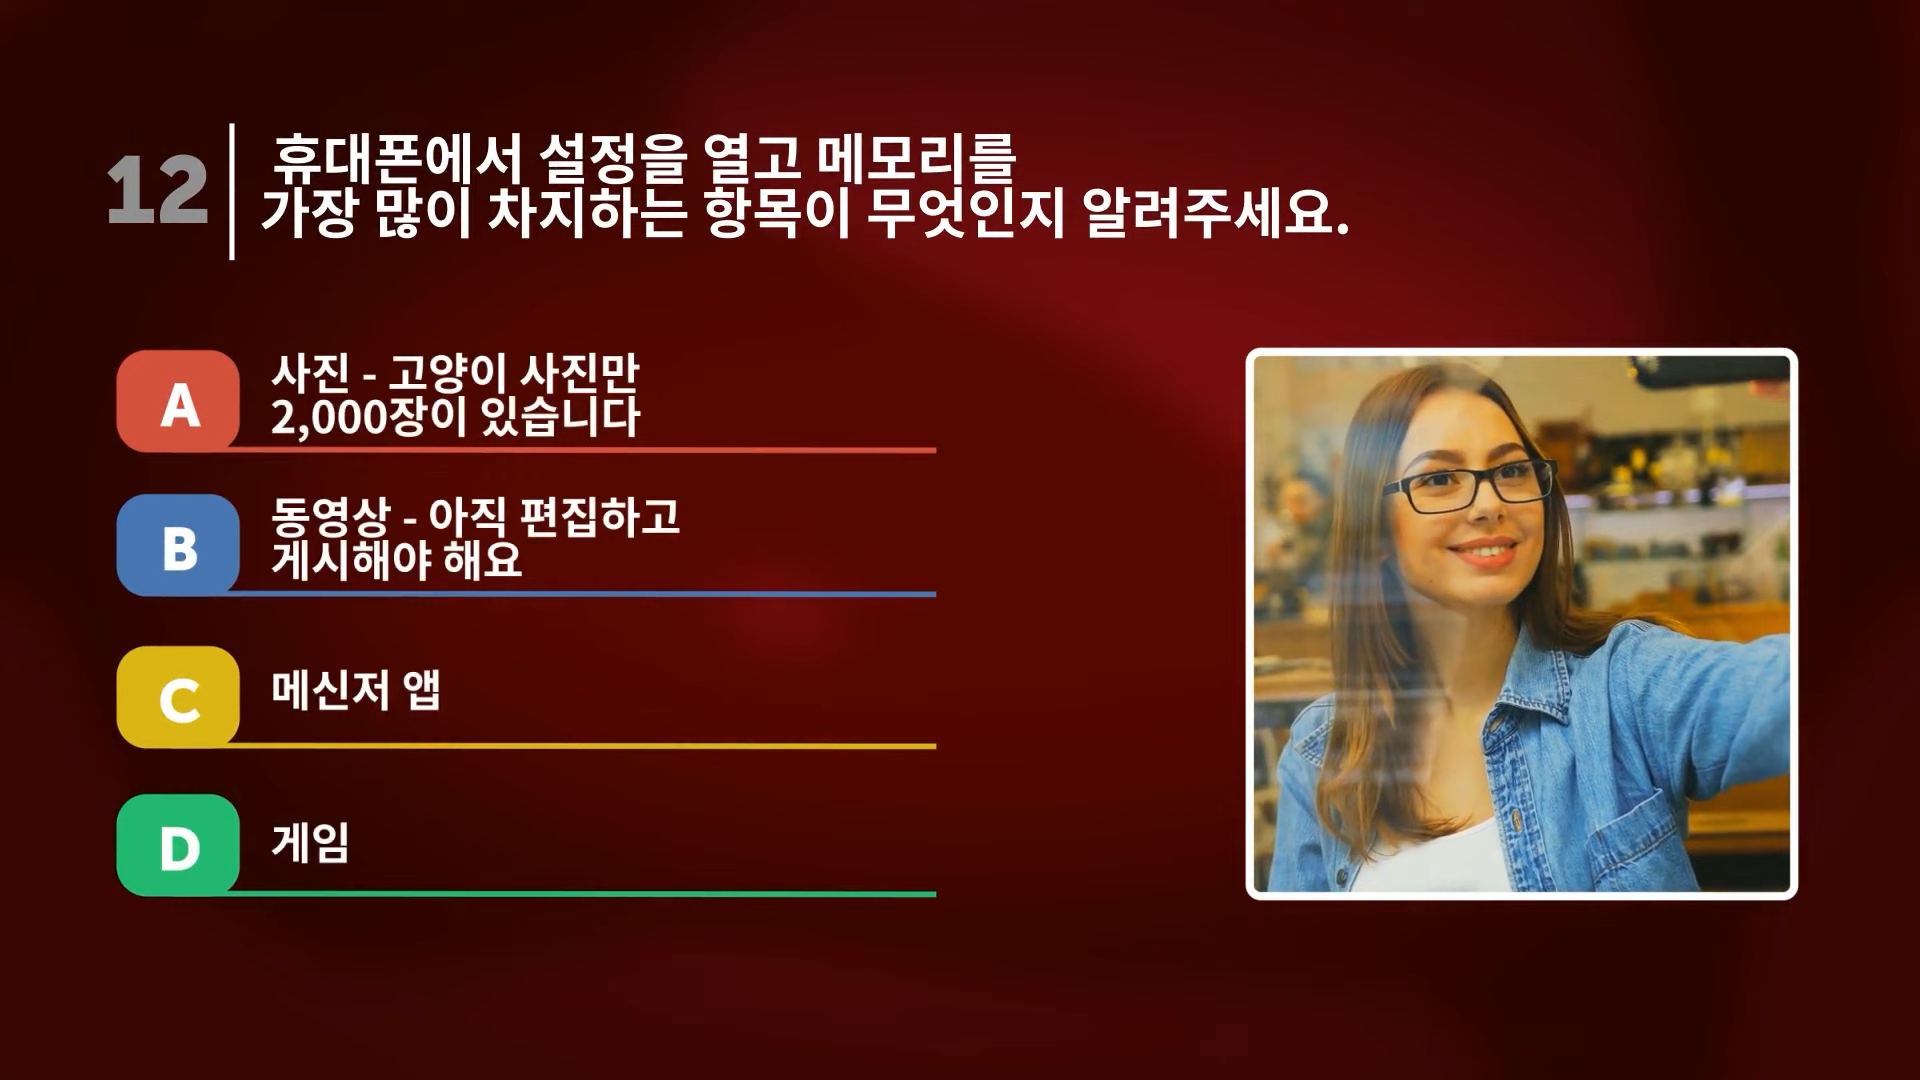 12
휴대폰에서 설정을 열고 메모리를
가장 많이 차지하는 항목이 무엇인지 알려주세요.
A
사진 - 고양이 사진만
2,000장이 있습니다
B
동영상 - 아직 편집하고
게시해야 해요
C
메신저 앱
D
게임